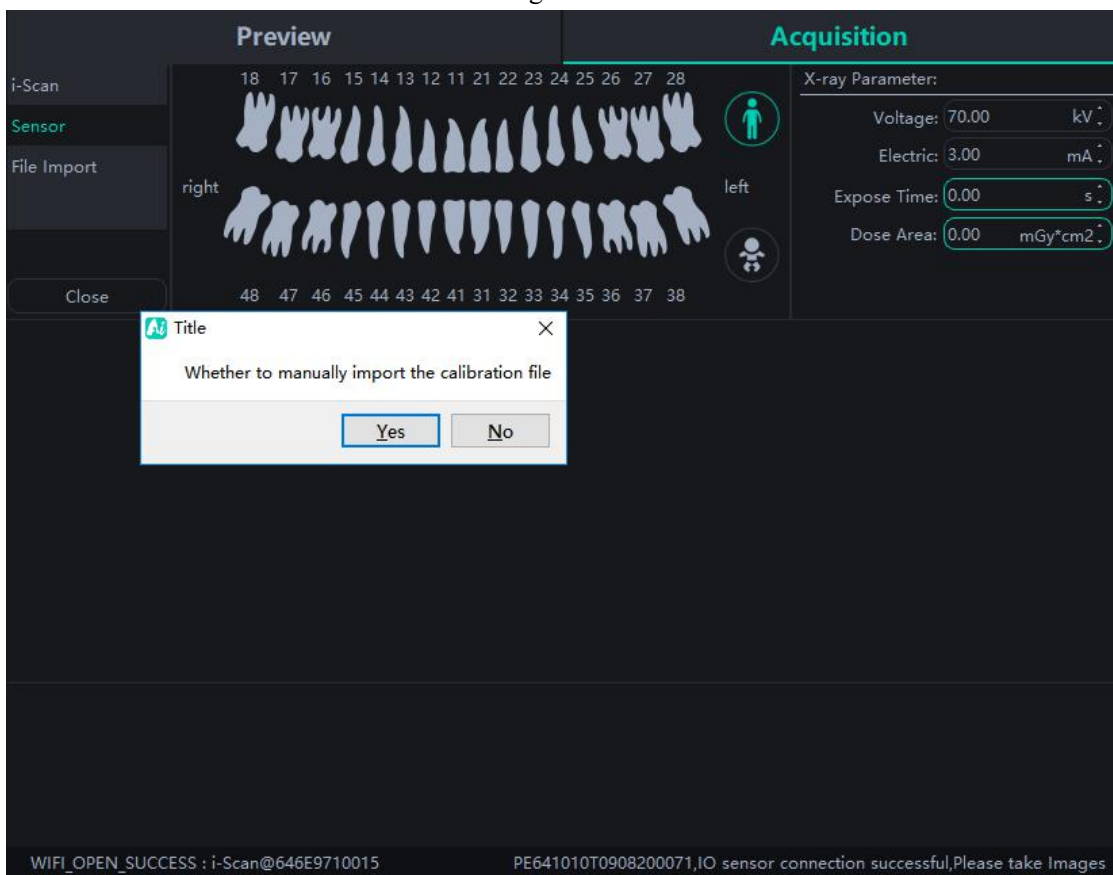 Preview
Acquisition
i-Scan
Sensor
File Import
Close
18 17 16 15 14 13 12 11 21 22 23 24 25 26 27 28
right
left
48 47 46 45 44 43 42 41 31 32 33 34 35 36 37 38
X-ray Parameter:
Voltage: 70.00 kV
Electric: 3.00 mA
Expose Time: 0.00 s
Dose Area: 0.00 mGy*cm2
Ai Title
Whether to manually import the calibration file
Yes No
WIFI_OPEN_SUCCESS : i-Scan@646E9710015
PE641010T0908200071,IO sensor connection successful,Please take Images